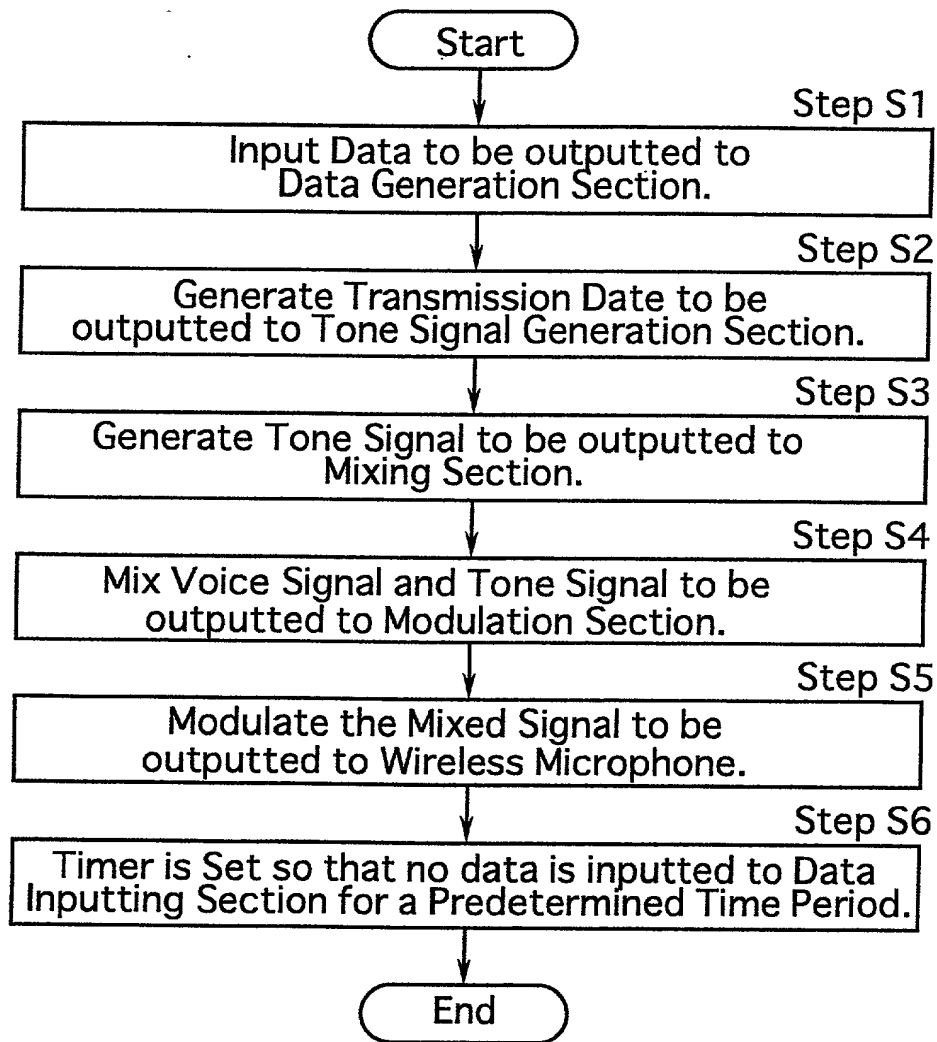 Start
Step S1
Input Data to be outputted to
Data Generation Section.
Step S2
Generate Transmission Date to be
outputted to Tone Signal Generation Section.
Step S3
Generate Tone Signal to be outputted to
Mixing Section.
Step S4
Mix Voice Signal and Tone Signal to be
outputted to Modulation Section.
Step S5
Modulate the Mixed Signal to be
outputted to Wireless Microphone.
Step S6
Timer is Set so that no data is inputted to Data
Inputting Section for a Predetermined Time Period.
End